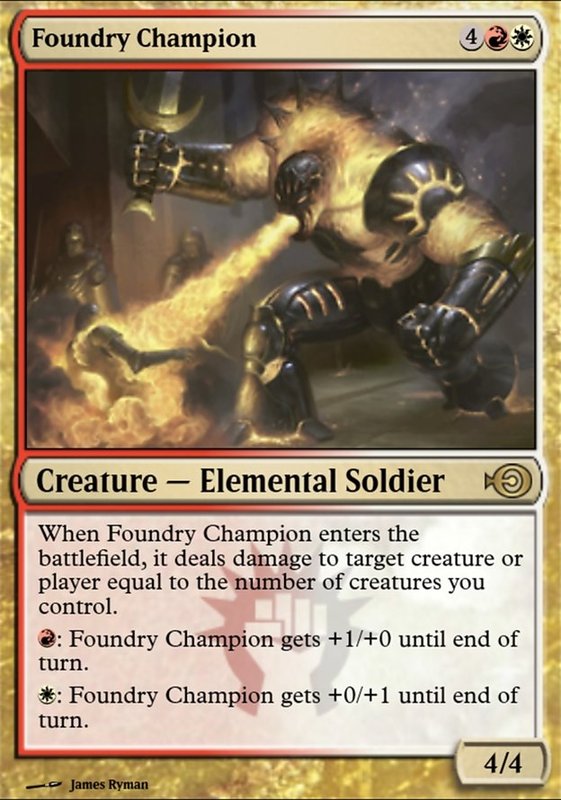 Foundry Champion 4
Creature — Elemental Soldier
When Foundry Champion enters the
battlefield, it deals damage to target creature or
player equal to the number of creatures you
control.
: Foundry Champion gets +1/+0 until end of
turn.
: Foundry Champion gets +0/+1 until end of
turn.
4/4
James Ryman